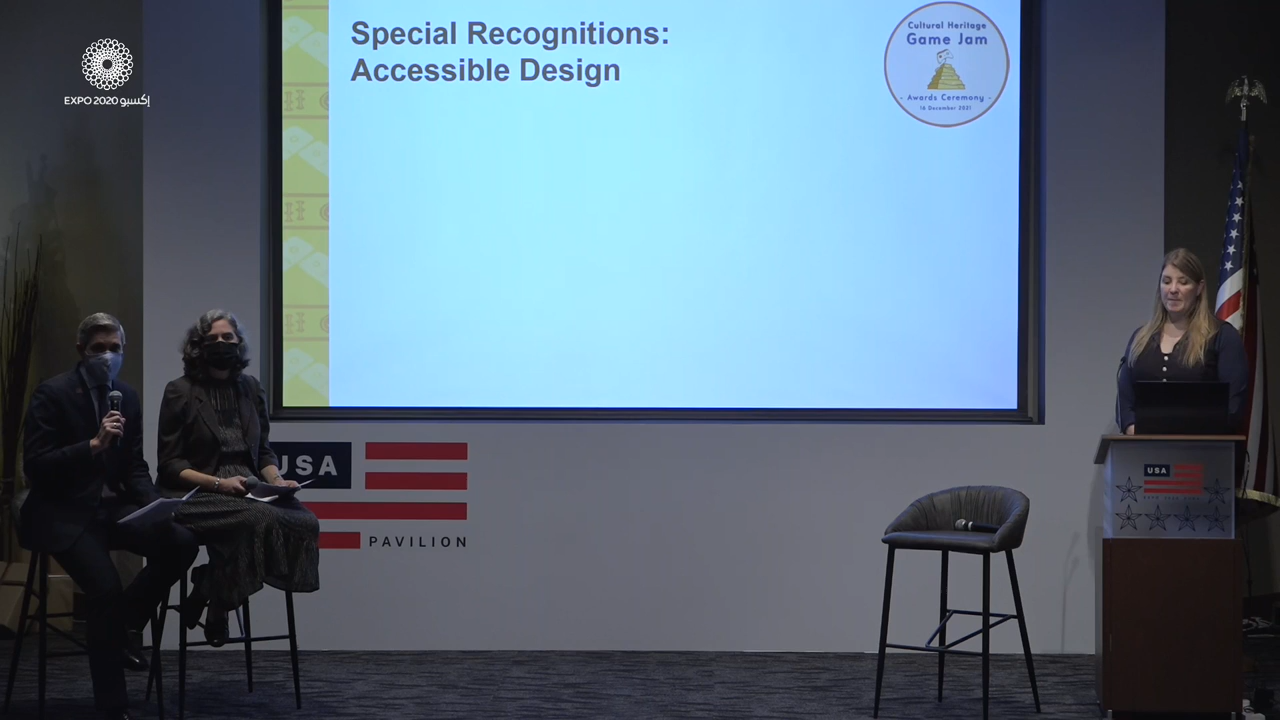 EXPO 2020 إكسبو
Special Recognitions:
Accessible Design
Cultural Heritage
Game Jam
- Awards Ceremony -
16 December 2021
USA
PAVILION
USA